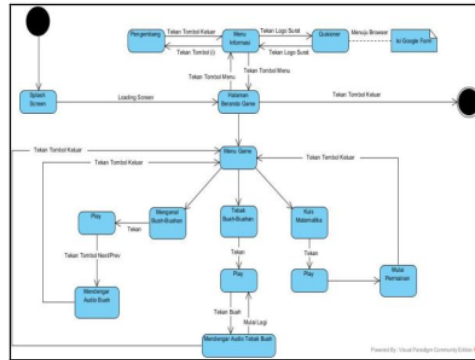 Pengembang
Tekan Tombol Keluar
Tekan Tombol (i)
Menu
Informasi
Tekan Logo Surat
Tekan Logo Surat
Quisioner
Menuju Browser
Isi Google Form
Tekan Tombol Menu
Tekan Tombol Menu
Splash
Screen
Loading Screen
Halaman
Beranda Game
Tekan Tombol Keluar
Tekan Tombol Keluar
Tekan Tombol Keluar
Menu Game
Tekan Tombol Keluar
Play
Tekan
Mengenal
Buah-Buahan
Tebak
Buah-Buahan
Kuis
Matematika
Tekan
Tekan
Tekan Tombol Next/Prev
Play
Play
Mulai
Permainan
Mendengar
Audio Buah
Tekan Buah
Mulai Lagi
Mendengar Audio Tebak Buah
Powered By: Visual Paradigm Community Edition